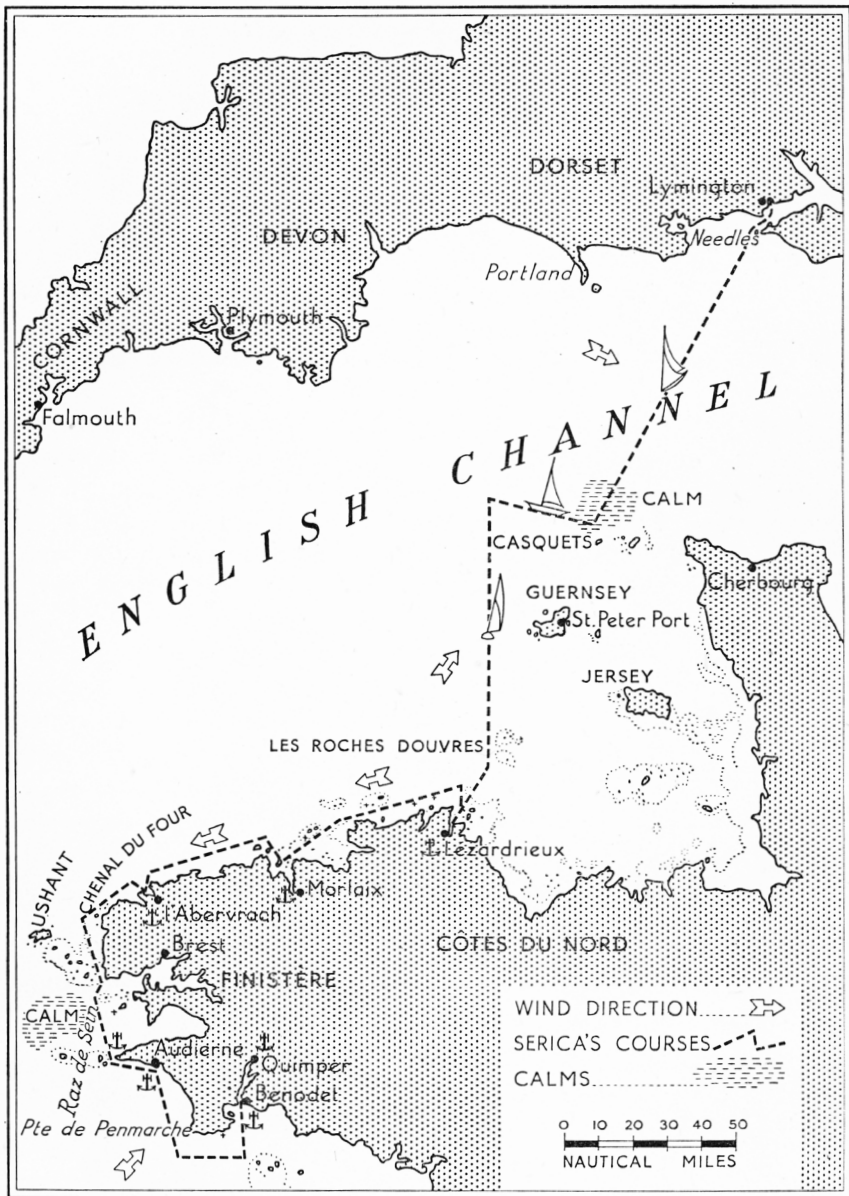 DORSET
Lymington
DEVON
Needles
Portland
CORNWALL
Plymouth
Falmouth
ENGLISH CHANNEL
CALM
CASQUETS
Cherbourg
GUERNSEY
St. Peter Port
JERSEY
LES ROCHES DOUVRES
Lezardrieux
CHENAL DU FOUR
USHANT
Morlaix
l'Abervrach
Brest
CÔTES DU NORD
FINISTÈRE
CALM
Raz de Sein
Audierne
Quimper
Benodet
Pte de Penmarche
WIND DIRECTION
SERICA'S COURSES
CALMS
0 10 20 30 40 50
NAUTICAL MILES